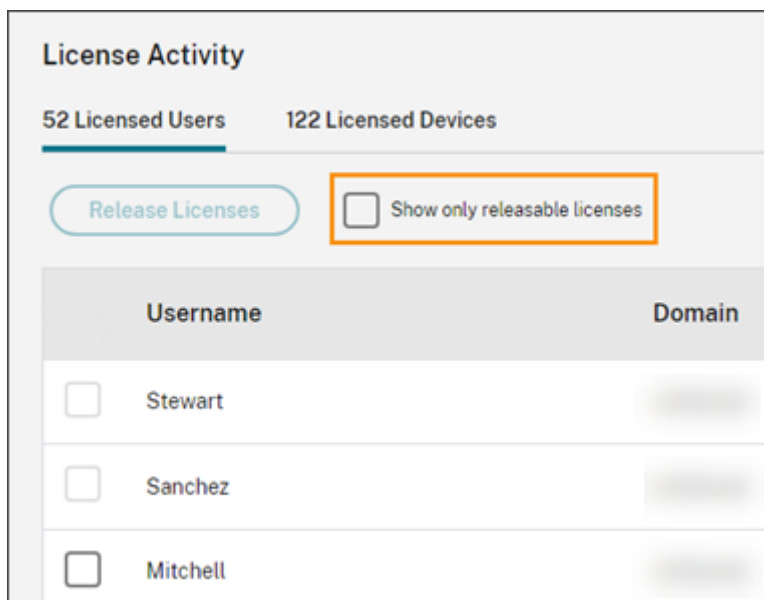 License Activity
52 Licensed Users 122 Licensed Devices
Release Licenses Show only releasable licenses
Username Domain
Stewart
Sanchez
Mitchell